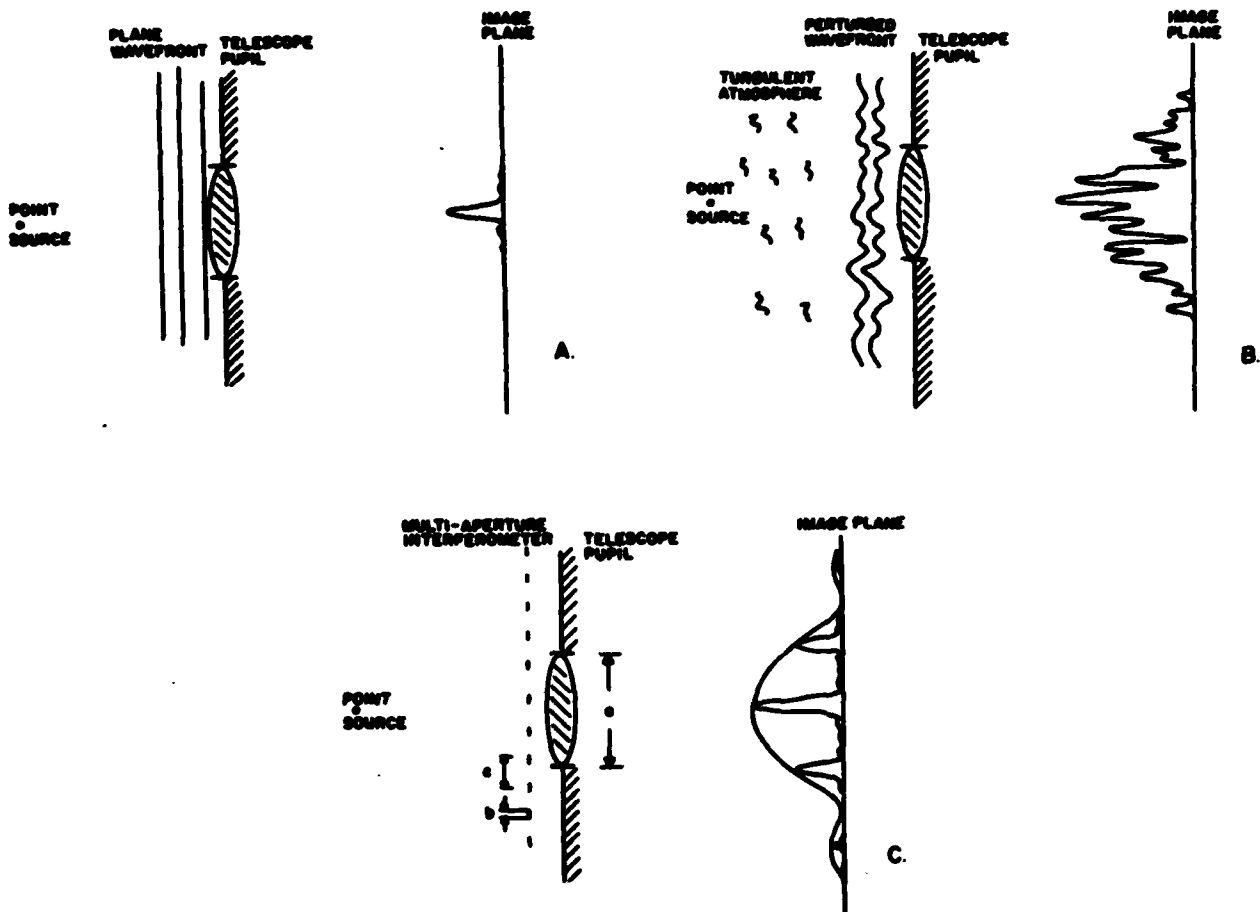 PLANE
WAVEFRONT
TELESCOPE
PUPIL
IMAGE
PLANE
POINT
SOURCE
A.
PERTURBED
WAVEFRONT
TELESCOPE
PUPIL
IMAGE
PLANE
TURBULENT
ATMOSPHERE
POINT
SOURCE
B.
MULTI-APERTURE
INTERFEROMETER
TELESCOPE
PUPIL
IMAGE PLANE
POINT
SOURCE
b
C.